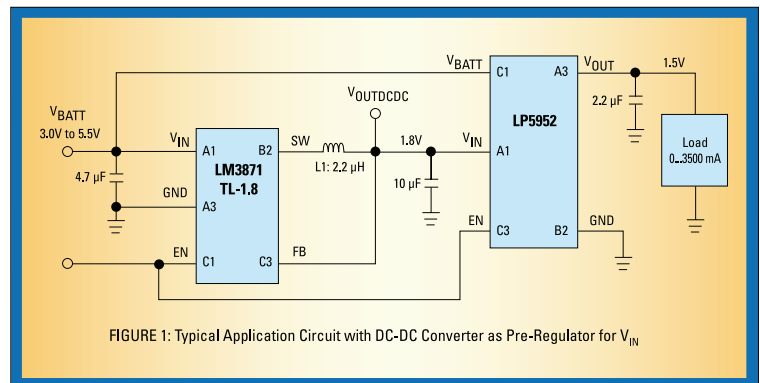 VBATT
3.0V to 5.5V
4.7 µF
VIN
GND
EN
A1
A3
C1
LM3871
TL-1.8
B2
C3
SW
L1: 2.2 µH
FB
VOUTDCDC
1.8V
10 µF
VBATT
VIN
EN
C1
A1
C3
LP5952
A3
B2
VOUT
1.5V
2.2 µF
GND
Load
0...3500 mA
FIGURE 1: Typical Application Circuit with DC-DC Converter as Pre-Regulator for VIN